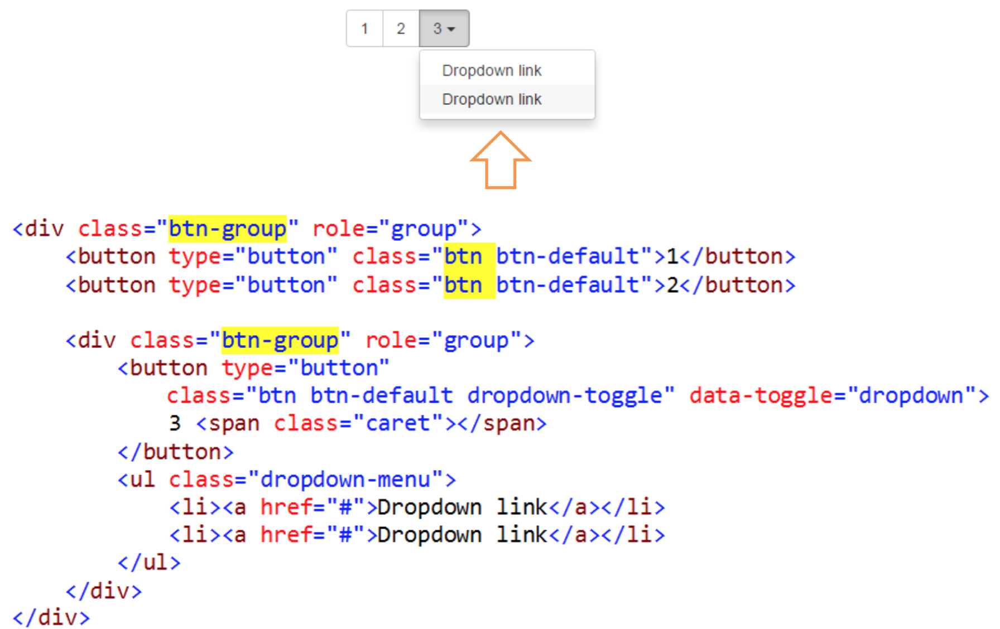 1 2 3
Dropdown link
Dropdown link
<div class="btn-group" role="group">
    <button type="button" class="btn btn-default">1</button>
    <button type="button" class="btn btn-default">2</button>

    <div class="btn-group" role="group">
        <button type="button"
            class="btn btn-default dropdown-toggle" data-toggle="dropdown">
            3 <span class="caret"></span>
        </button>
        <ul class="dropdown-menu">
            <li><a href="#">Dropdown link</a></li>
            <li><a href="#">Dropdown link</a></li>
        </ul>
    </div>
</div>